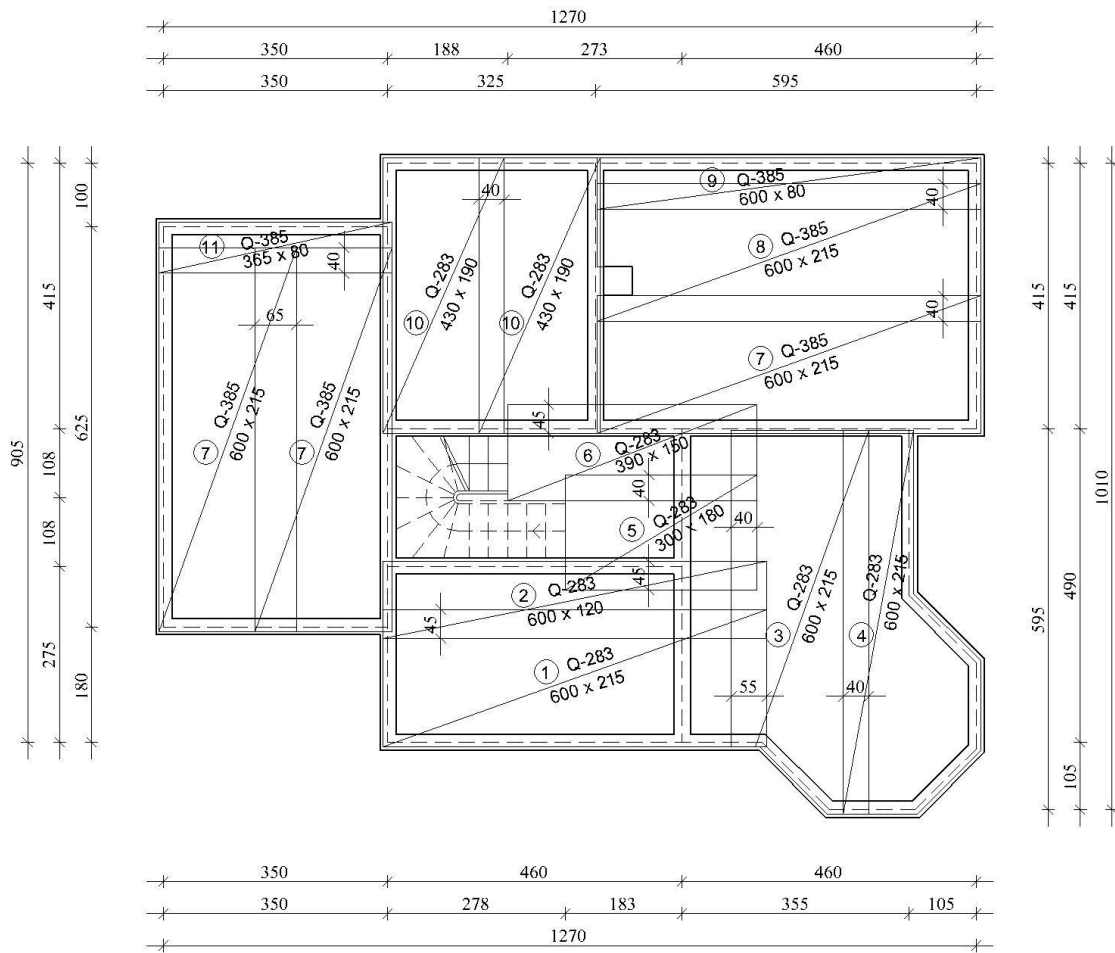 1270
350 188 273 460
350 325 595
9 Q-385
600 x 80
40
8 Q-385
600 x 215
40
7 Q-385
600 x 215
11 Q-385
365 x 80
40
65
7 Q-385
600 x 215
7 Q-385
600 x 215
40
10 Q-283
430 x 190
10 Q-283
430 x 190
45
6 Q-283
390 x 150
40
5 Q-283
300 x 180
40
45
2 Q-283
600 x 120
45
1 Q-283
600 x 215
3 Q-283
600 x 215
4 Q-283
600 x 215
55
40
905
415
108
108
275
100
625
180
415
595
415
490
105
1010
350 460 460
350 278 183 355 105
1270